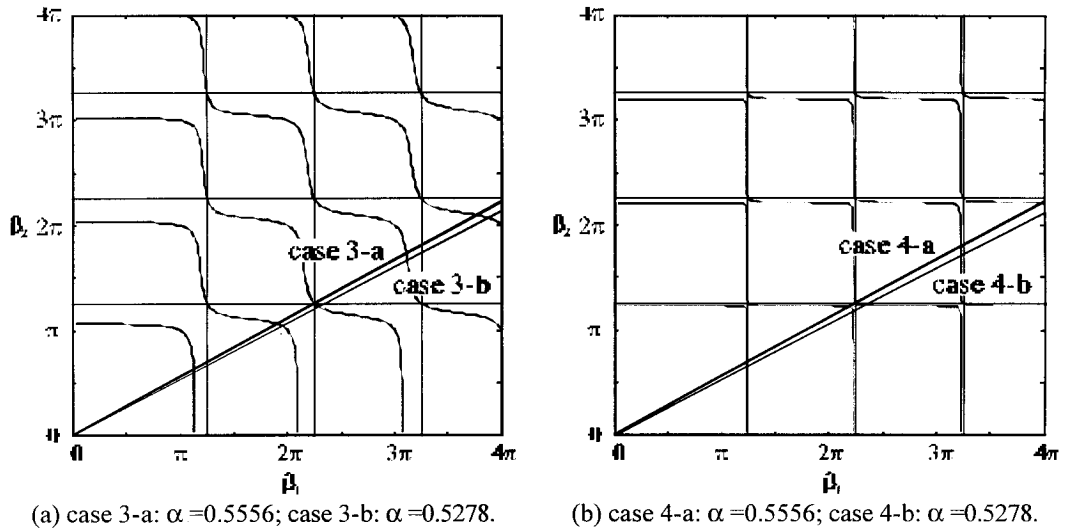 4π
3π
β₂ 2π
π
0
0 π 2π 3π 4π
β̂₁
case 3-a
case 3-b
(a) case 3-a: α =0.5556; case 3-b: α =0.5278.
4π
3π
β₂ 2π
π
0
0 π 2π 3π 4π
β̂₁
case 4-a
case 4-b
(b) case 4-a: α =0.5556; case 4-b: α =0.5278.